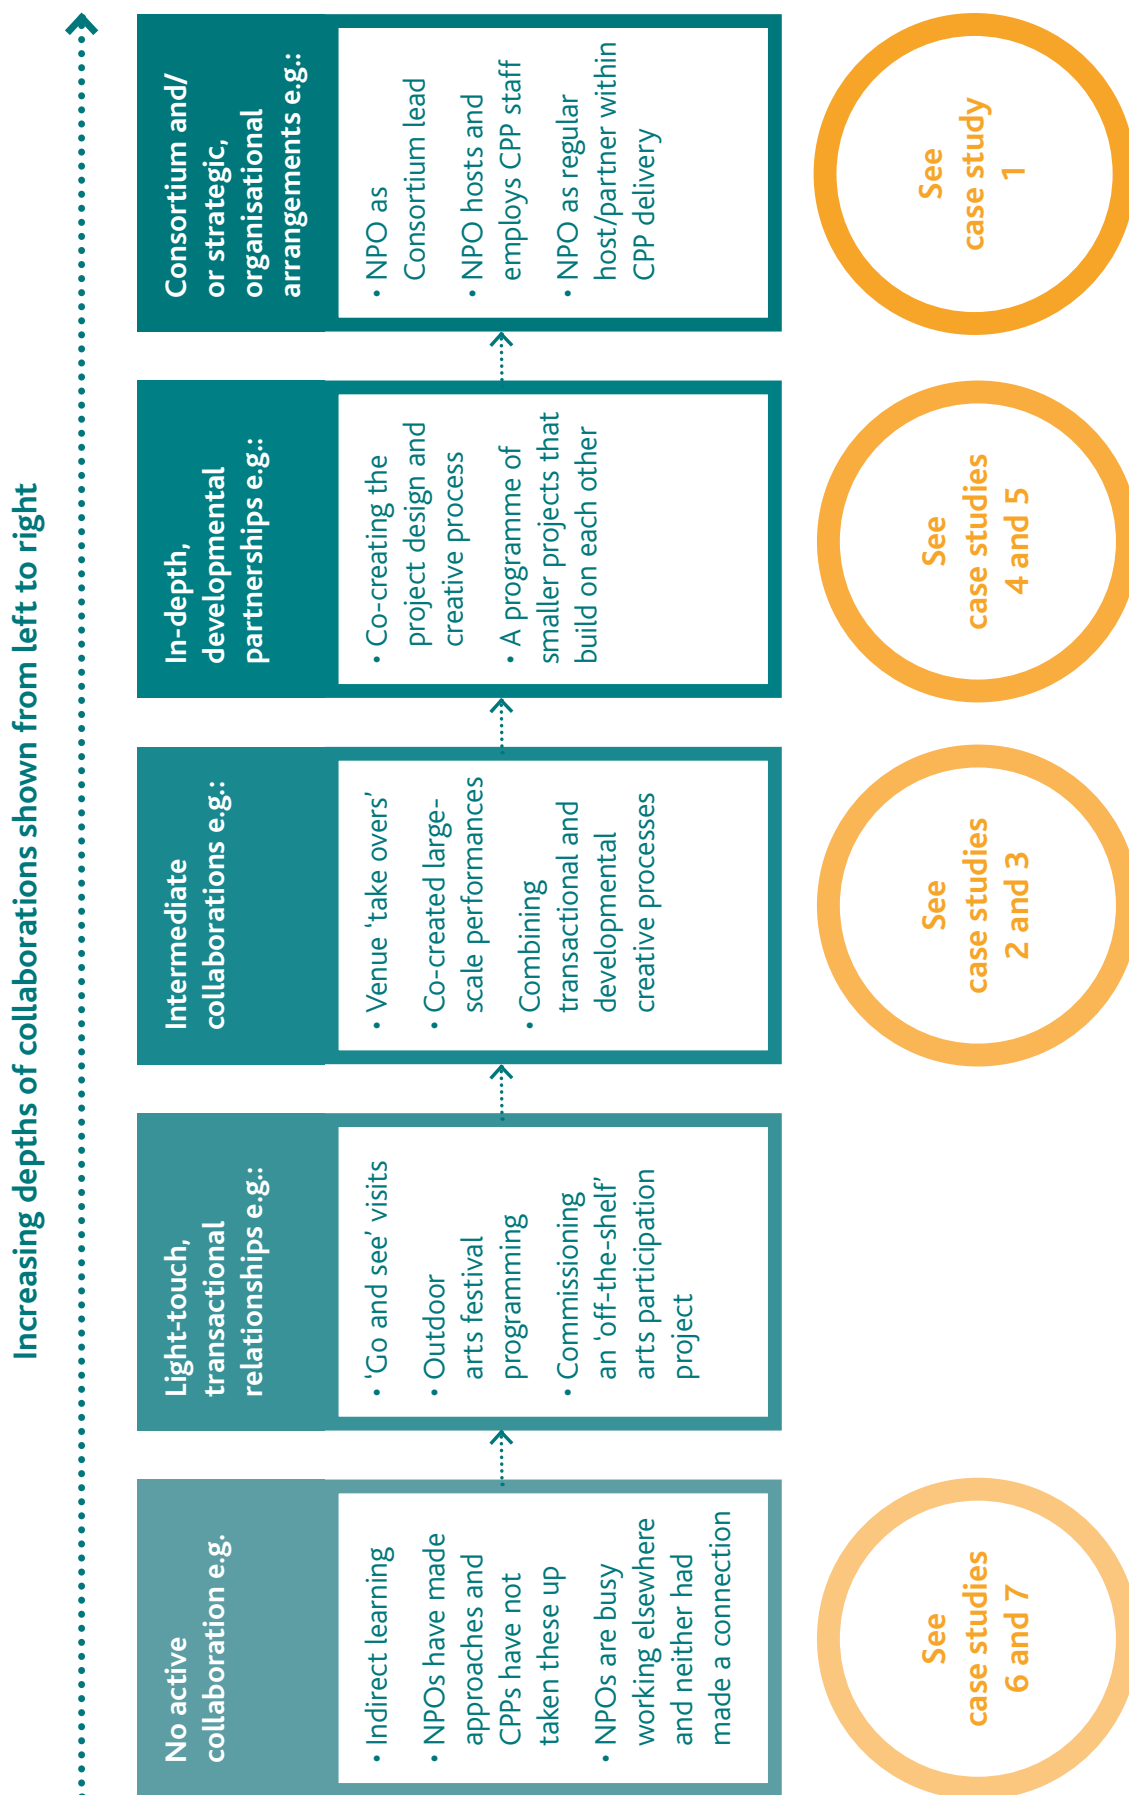 Increasing depths of collaborations shown from left to right
No active
collaboration e.g.
• Indirect learning
• NPOs have made
approaches and
CPPs have not
taken these up
• NPOs are busy
working elsewhere
and neither had
made a connection
See
case studies
6 and 7
Light-touch,
transactional
relationships e.g.:
• ‘Go and see’ visits
• Outdoor
arts festival
programming
• Commissioning
an ‘off-the-shelf’
arts participation
project
Intermediate
collaborations e.g.:
• Venue ‘take overs’
• Co-created large-
scale performances
• Combining
transactional and
developmental
creative processes
See
case studies
2 and 3
In-depth,
developmental
partnerships e.g.:
• Co-creating the
project design and
creative process
• A programme of
smaller projects that
build on each other
See
case studies
4 and 5
Consortium and/
or strategic,
organisational
arrangements e.g.:
• NPO as
Consortium lead
• NPO hosts and
employs CPP staff
• NPO as regular
host/partner within
CPP delivery
See
case study
1